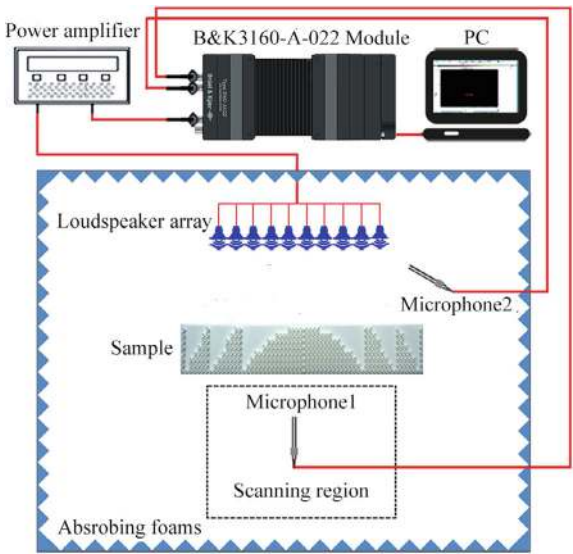 Power amplifier
B&K3160-A-022 Module
PC
Loudspeaker array
Microphone2
Sample
Microphone1
Scanning region
Absrobing foams